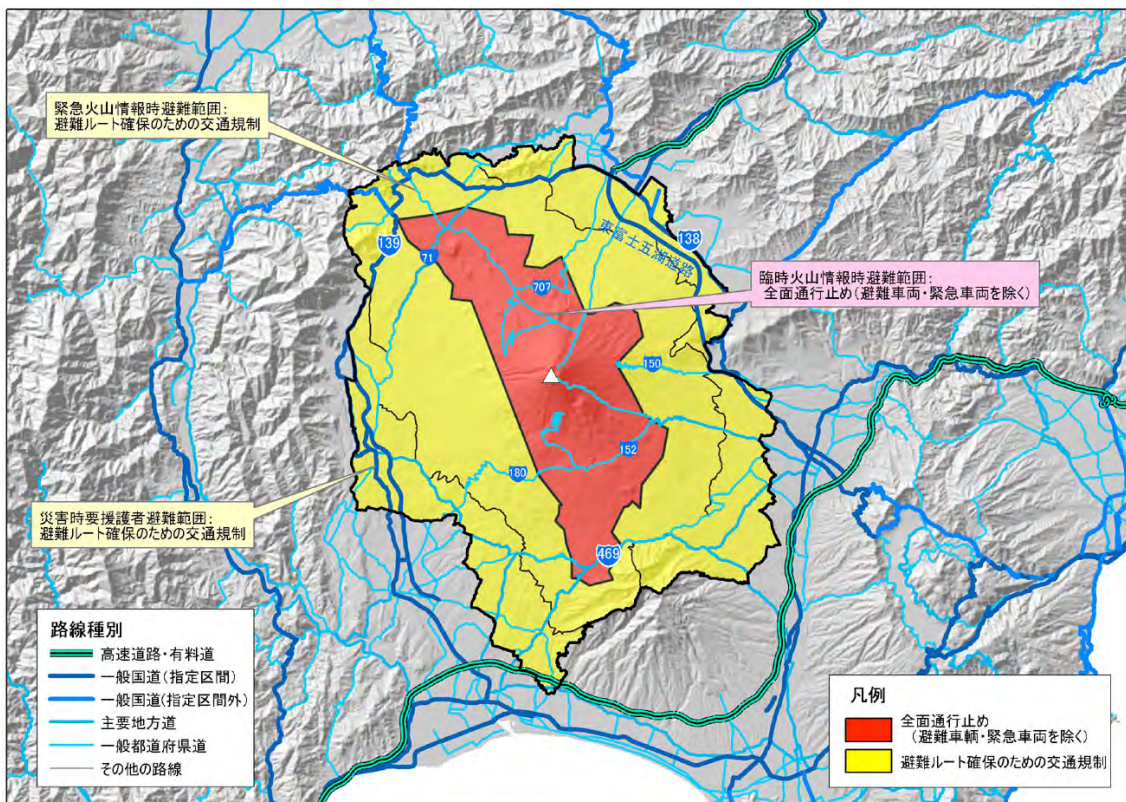 緊急火山情報時避難範囲:
避難ルート確保のための交通規制
139
71
707
東富士五湖道路
138
臨時火山情報時避難範囲:
全面通行止め(避難車両・緊急車両を除く)
150
152
180
469
災害時要援護者避難範囲:
避難ルート確保のための交通規制
路線種別
高速道路・有料道
一般国道(指定区間)
一般国道(指定区間外)
主要地方道
一般都道府県道
その他の路線
凡例
全面通行止め
(避難車輌・緊急車両を除く)
避難ルート確保のための交通規制